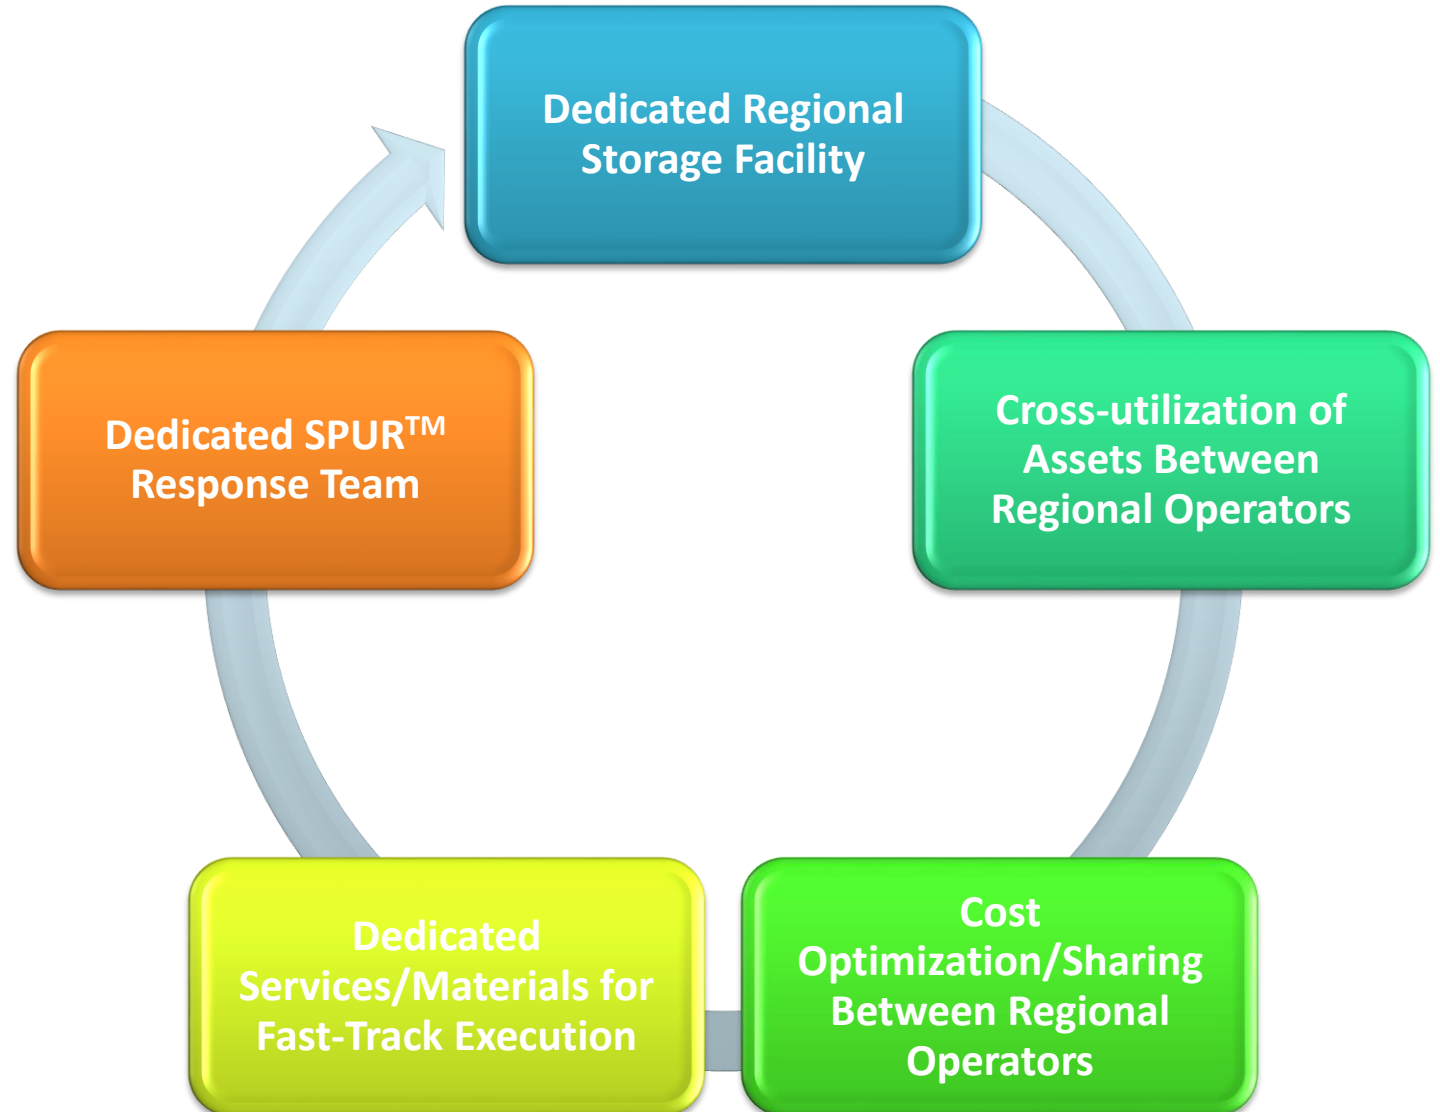 Dedicated Regional
Storage Facility
Cross-utilization of
Assets Between
Regional Operators
Cost
Optimization/Sharing
Between Regional
Operators
Dedicated
Services/Materials for
Fast-Track Execution
Dedicated SPUR™
Response Team